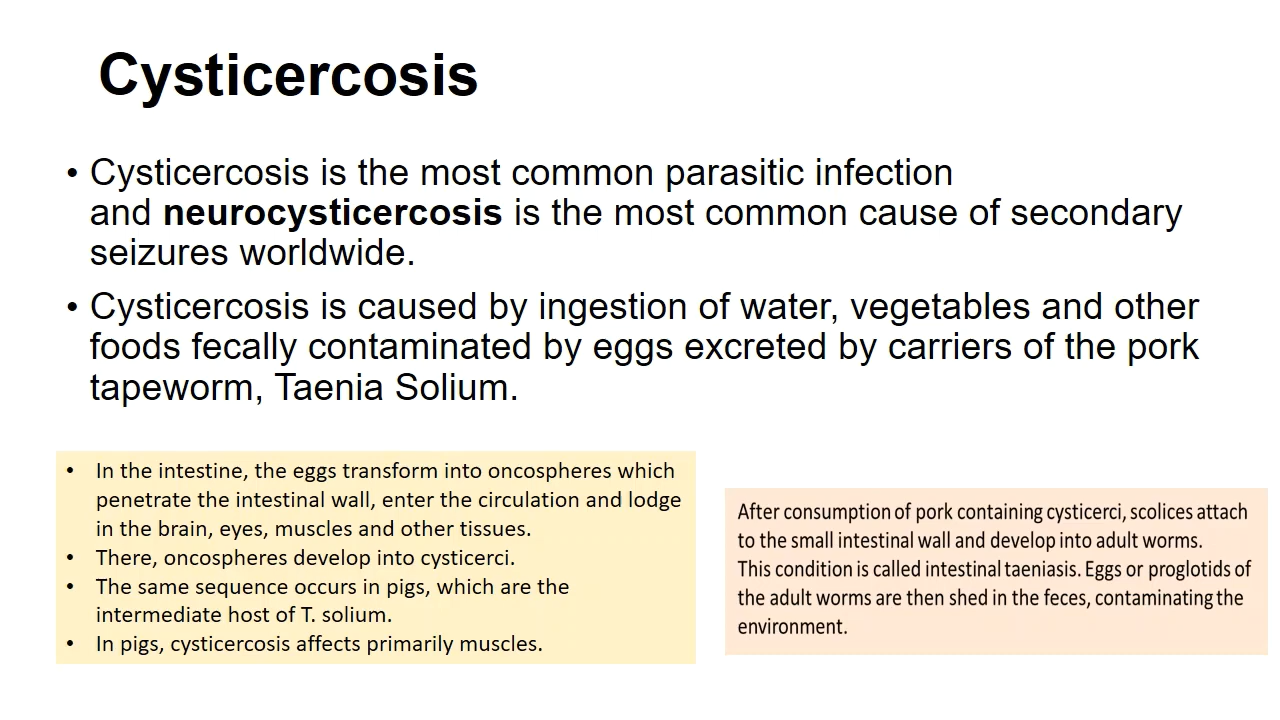 Cysticercosis
• Cysticercosis is the most common parasitic infection
and neurocysticercosis is the most common cause of secondary
seizures worldwide.
• Cysticercosis is caused by ingestion of water, vegetables and other
foods fecally contaminated by eggs excreted by carriers of the pork
tapeworm, Taenia Solium.
• In the intestine, the eggs transform into oncospheres which
penetrate the intestinal wall, enter the circulation and lodge
in the brain, eyes, muscles and other tissues.
• There, oncospheres develop into cysticerci.
• The same sequence occurs in pigs, which are the
intermediate host of T. solium.
• In pigs, cysticercosis affects primarily muscles.
After consumption of pork containing cysticerci, scolices attach
to the small intestinal wall and develop into adult worms.
This condition is called intestinal taeniasis. Eggs or proglotids of
the adult worms are then shed in the feces, contaminating the
environment.